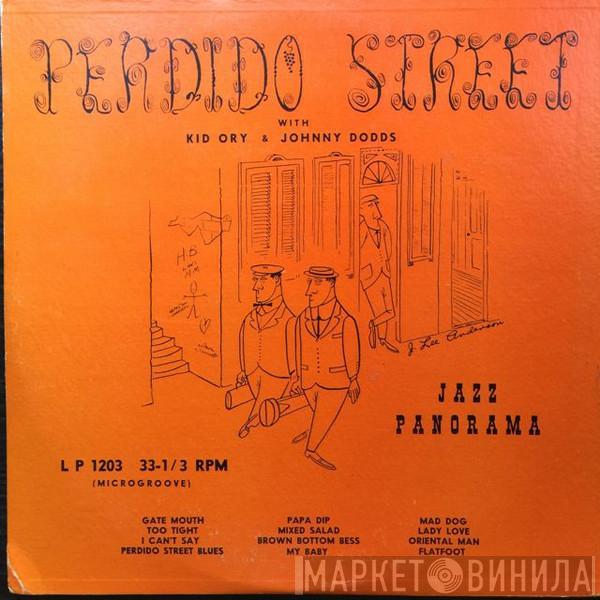 PERDIDO STREET
WITH
KID ORY & JOHNNY DODDS
H.B
J. Lee Anderson
JAZZ
PANORAMA
L P 1203 33-1/3 RPM
(MICROGROOVE)
GATE MOUTH
TOO TIGHT
I CAN'T SAY
PERDIDO STREET BLUES
PAPA DIP
MIXED SALAD
BROWN BOTTOM BESS
MY BABY
MAD DOG
LADY LOVE
ORIENTAL MAN
FLATFOOT
МАРКЕТ ВИНИЛА